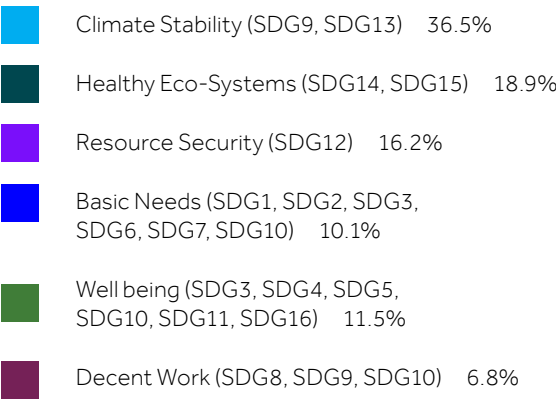 Climate Stability (SDG9, SDG13) 36.5%
Healthy Eco-Systems (SDG14, SDG15) 18.9%
Resource Security (SDG12) 16.2%
Basic Needs (SDG1, SDG2, SDG3,
SDG6, SDG7, SDG10) 10.1%
Well being (SDG3, SDG4, SDG5,
SDG10, SDG11, SDG16) 11.5%
Decent Work (SDG8, SDG9, SDG10) 6.8%